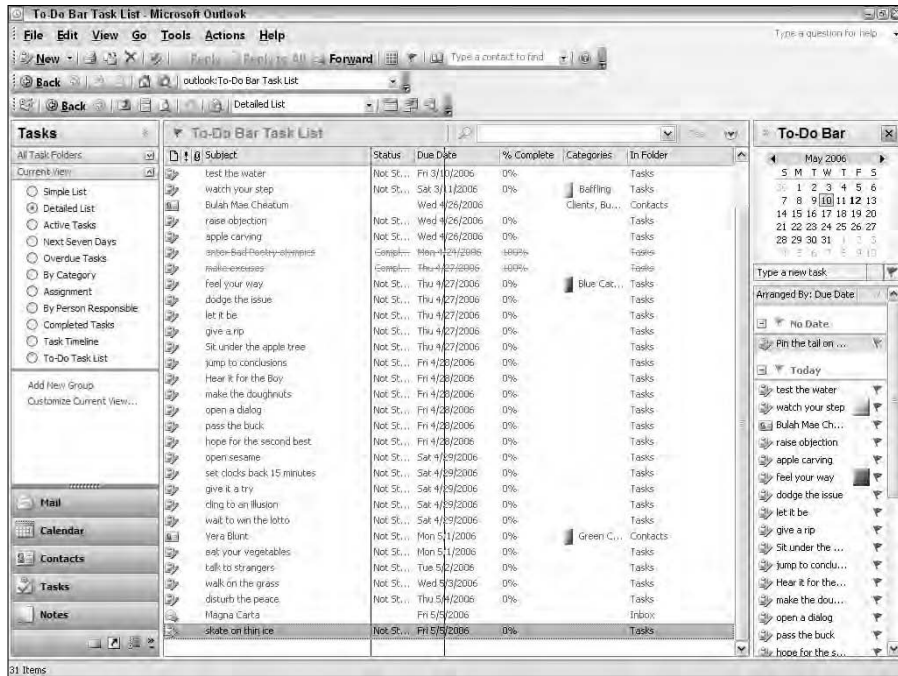 To-Do Bar Task List - Microsoft Outlook
File Edit View Go Tools Actions Help Type a question for help
New Reply Reply to All Forward Type a contact to find
Back outlook:To-Do Bar Task List
Back Detailed List
Tasks
All Task Folders
Current View
Simple List
Detailed List
Active Tasks
Next Seven Days
Overdue Tasks
By Category
Assignment
By Person Responsible
Completed Tasks
Task Timeline
To-Do Task List
Add New Group
Customize Current View...
Mail
Calendar
Contacts
Tasks
Notes
To-Do Bar Task List
Subject Status Due Date % Complete Categories In Folder
test the water Not St... Fri 3/10/2006 0% Tasks
watch your step Not St... Sat 3/11/2006 0% Baffling Tasks
Bulah Mae Cheatum Wed 4/26/2006 Clients, Bu... Contacts
raise objection Not St... Wed 4/26/2006 0% Tasks
apple carving Not St... Wed 4/26/2006 0% Tasks
enter Bad Poetry olympics Compl... Mon 4/24/2006 100% Tasks
make excuses Compl... Thu 4/27/2006 100% Tasks
feel your way Not St... Thu 4/27/2006 0% Blue Cat... Tasks
dodge the issue Not St... Thu 4/27/2006 0% Tasks
let it be Not St... Thu 4/27/2006 0% Tasks
give a rip Not St... Thu 4/27/2006 0% Tasks
Sit under the apple tree Not St... Thu 4/27/2006 0% Tasks
jump to conclusions Not St... Fri 4/28/2006 0% Tasks
Hear it for the Boy Not St... Fri 4/28/2006 0% Tasks
make the doughnuts Not St... Fri 4/28/2006 0% Tasks
open a dialog Not St... Fri 4/28/2006 0% Tasks
pass the buck Not St... Fri 4/28/2006 0% Tasks
hope for the second best Not St... Fri 4/28/2006 0% Tasks
open sesame Not St... Sat 4/29/2006 0% Tasks
set clocks back 15 minutes Not St... Sat 4/29/2006 0% Tasks
give it a try Not St... Sat 4/29/2006 0% Tasks
cling to an illusion Not St... Sat 4/29/2006 0% Tasks
wait to win the lotto Not St... Sat 4/29/2006 0% Tasks
Vera Blunt Not St... Mon 5/1/2006 0% Green C... Contacts
eat your vegetables Not St... Mon 5/1/2006 0% Tasks
talk to strangers Not St... Tue 5/2/2006 0% Tasks
walk on the grass Not St... Wed 5/3/2006 0% Tasks
disturb the peace Not St... Thu 5/4/2006 0% Tasks
Magna Carta Fri 5/5/2006 Inbox
skate on thin ice Not St... Fri 5/5/2006 0% Tasks
To-Do Bar
May 2006
S M T W T F S
1 2 3 4 5 6
7 8 9 10 11 12 13
14 15 16 17 18 19 20
21 22 23 24 25 26 27
28 29 30 31 1 2 3
4 5 6 7 8 9 10
Type a new task
Arranged By: Due Date
No Date
Pin the tail on ...
Today
test the water
watch your step
Bulah Mae Ch...
raise objection
apple carving
feel your way
dodge the issue
let it be
give a rip
Sit under the ...
jump to conclu...
Hear it for the...
make the dou...
open a dialog
pass the buck
hope for the s...
31 Items